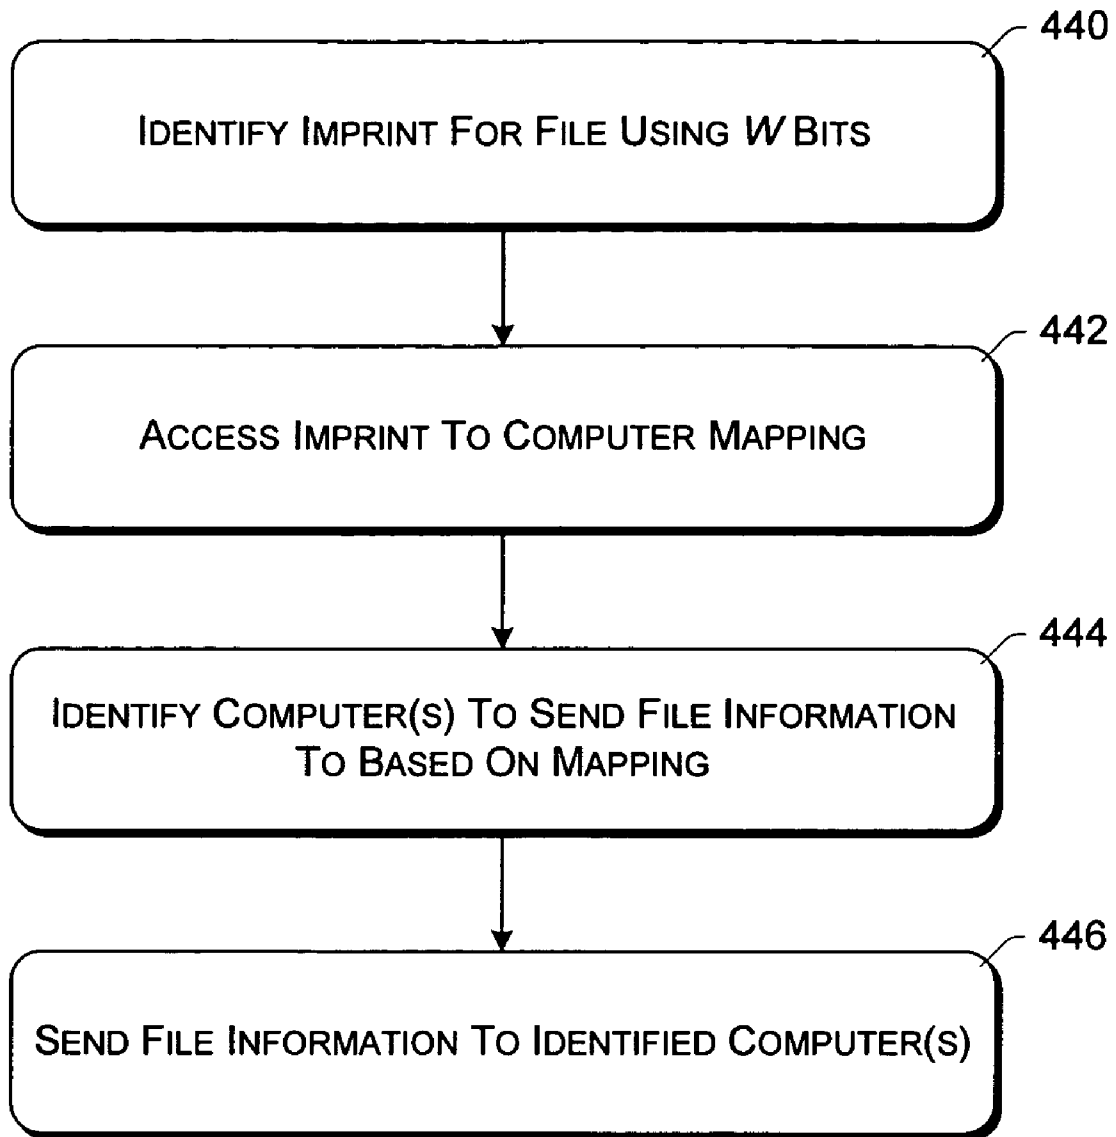 440
IDENTIFY IMPRINT FOR FILE USING W BITS
442
ACCESS IMPRINT TO COMPUTER MAPPING
444
IDENTIFY COMPUTER(S) TO SEND FILE INFORMATION
TO BASED ON MAPPING
446
SEND FILE INFORMATION TO IDENTIFIED COMPUTER(S)